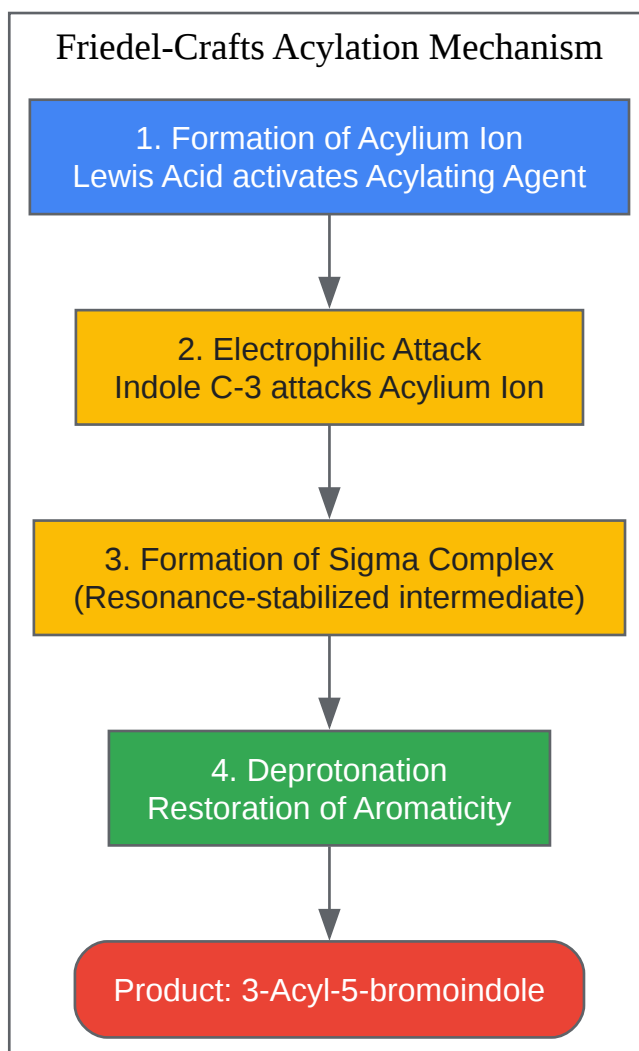 Friedel-Crafts Acylation Mechanism
1. Formation of Acylium Ion
Lewis Acid activates Acylating Agent
2. Electrophilic Attack
Indole C-3 attacks Acylium Ion
3. Formation of Sigma Complex
(Resonance-stabilized intermediate)
4. Deprotonation
Restoration of Aromaticity
Product: 3-Acyl-5-bromoindole